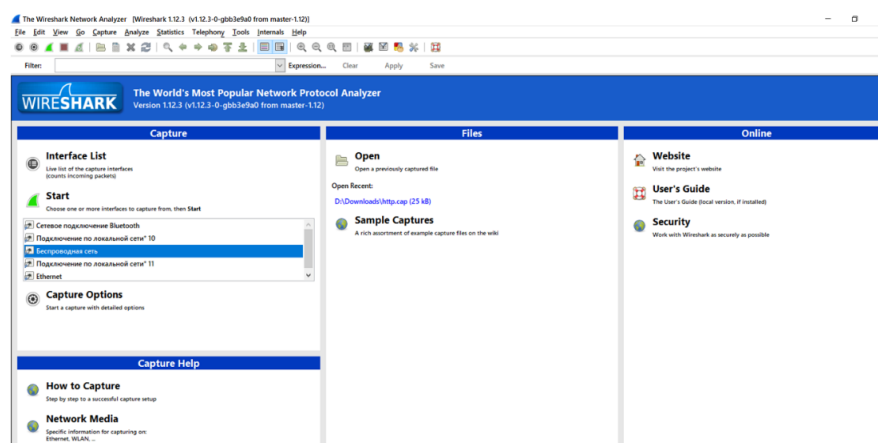 The Wireshark Network Analyzer [Wireshark 1.12.3 (v1.12.3-0-gbb3e9a0 from master-1.12)]
File Edit View Go Capture Analyze Statistics Telephony Tools Internals Help
Filter: Expression... Clear Apply Save
WIRESHARK
The World's Most Popular Network Protocol Analyzer
Version 1.12.3 (v1.12.3-0-gbb3e9a0 from master-1.12)
Capture
Interface List
Live list of the capture interfaces
(counts incoming packets)
Start
Choose one or more interfaces to capture from, then Start
Сетевое подключение Bluetooth
Подключение по локальной сети* 10
Беспроводная сеть
Подключение по локальной сети* 11
Ethernet
Capture Options
Start a capture with detailed options
Capture Help
How to Capture
Step by step to a successful capture setup
Network Media
Specific information for capturing on:
Ethernet, WLAN, ...
Files
Open
Open a previously captured file
Open Recent:
D:\Downloads\http.cap (25 kB)
Sample Captures
A rich assortment of example capture files on the wiki
Online
Website
Visit the project's website
User's Guide
The User's Guide (local version, if installed)
Security
Work with Wireshark as securely as possible